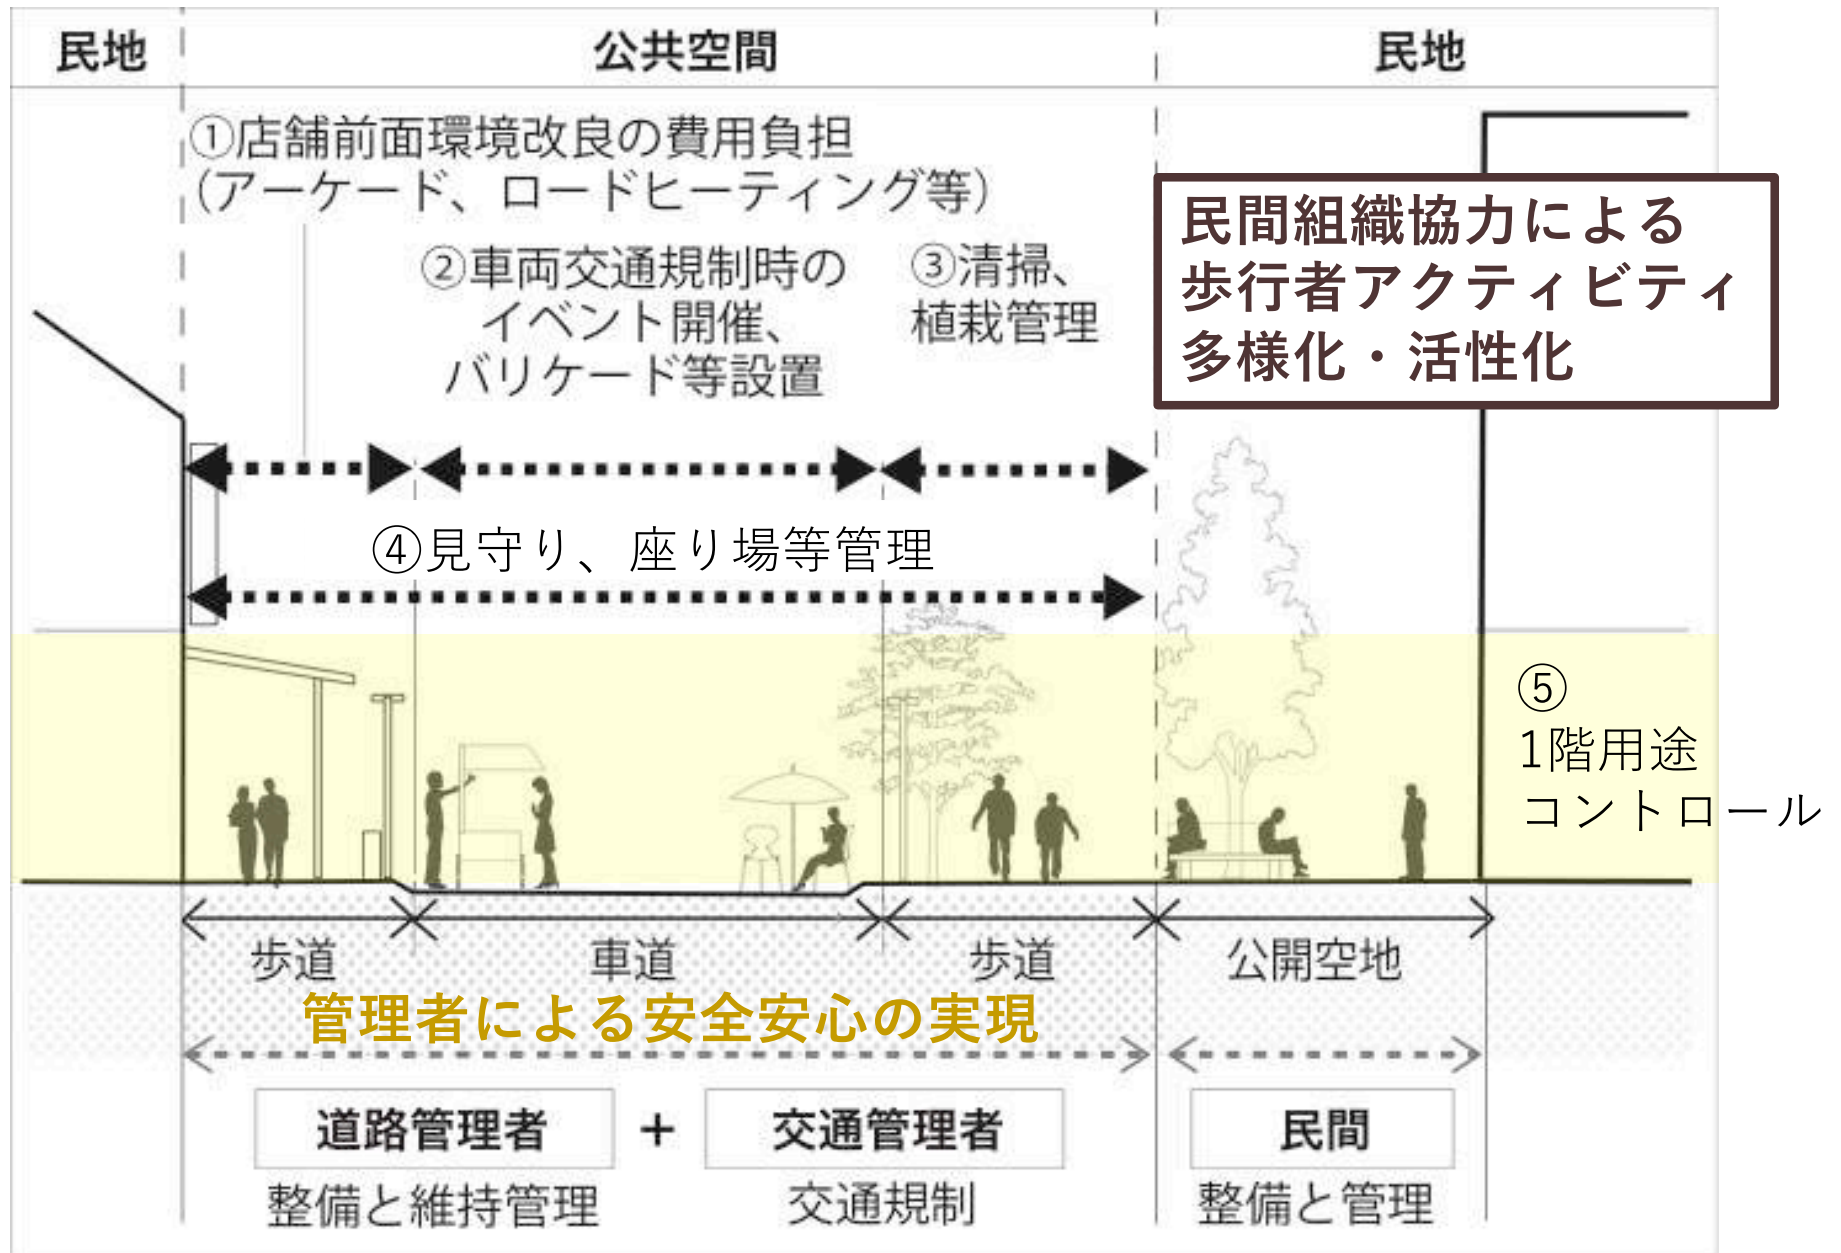 民地
公共空間
民地
①店舗前面環境改良の費用負担
（アーケード、ロードヒーティング等）
②車両交通規制時の
イベント開催、
バリケード等設置
③清掃、
植栽管理
民間組織協力による
歩行者アクティビティ
多様化・活性化
④見守り、座り場等管理
⑤
1階用途
コントロール
歩道
車道
歩道
公開空地
管理者による安全安心の実現
道路管理者
+
交通管理者
民間
整備と維持管理
交通規制
整備と管理